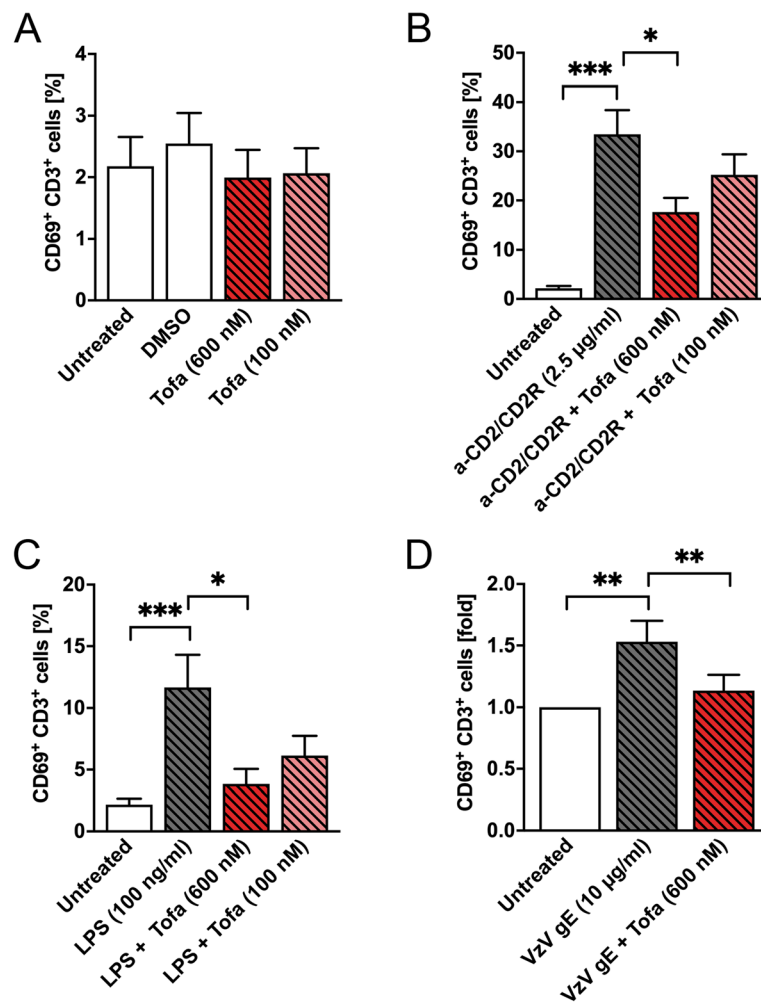 A
CD69⁺ CD3⁺ cells [%]
4
3
2
1
0
Untreated
DMSO
Tofa (600 nM)
Tofa (100 nM)
B
CD69⁺ CD3⁺ cells [%]
50
40
30
20
10
0
***
*
Untreated
a-CD2/CD2R (2.5 µg/ml)
a-CD2/CD2R + Tofa (600 nM)
a-CD2/CD2R + Tofa (100 nM)
C
CD69⁺ CD3⁺ cells [%]
20
15
10
5
0
***
*
Untreated
LPS (100 ng/ml)
LPS + Tofa (600 nM)
LPS + Tofa (100 nM)
D
CD69⁺ CD3⁺ cells [fold]
2.0
1.5
1.0
0.5
0.0
**
**
Untreated
VzV gE (10 µg/ml)
VzV gE + Tofa (600 nM)